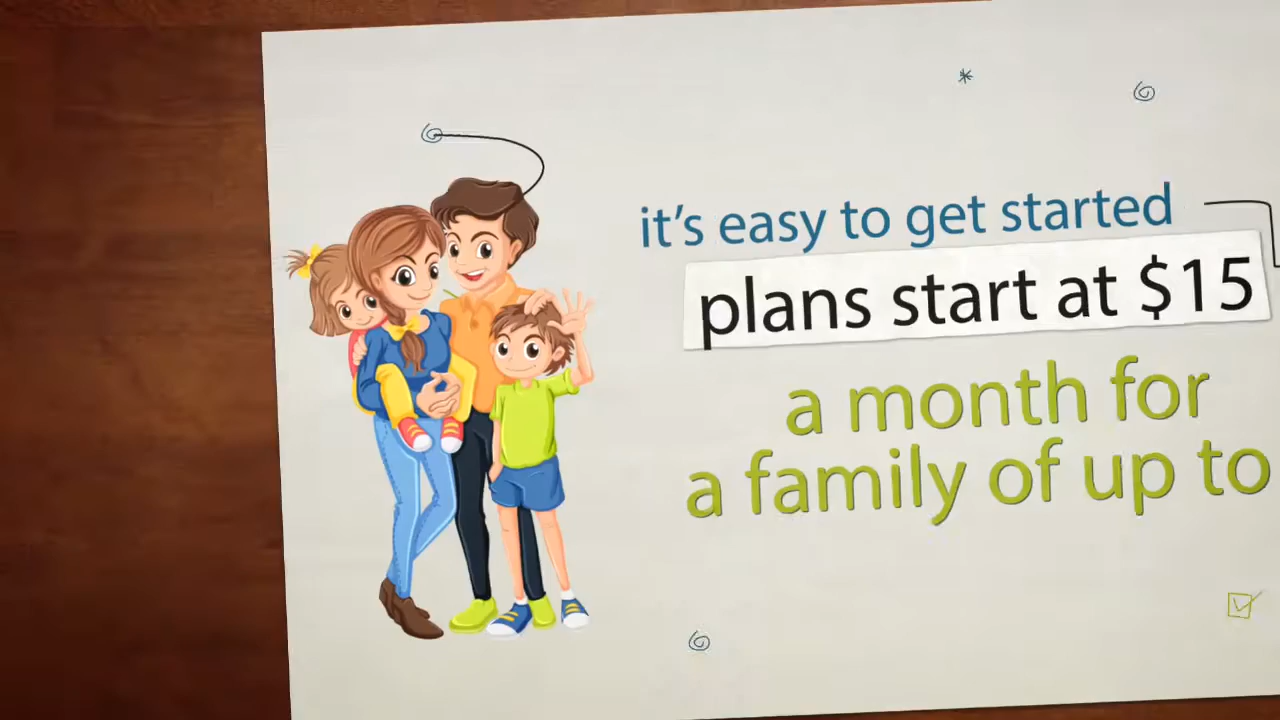 it's easy to get started
plans start at $15
a month for
a family of up to